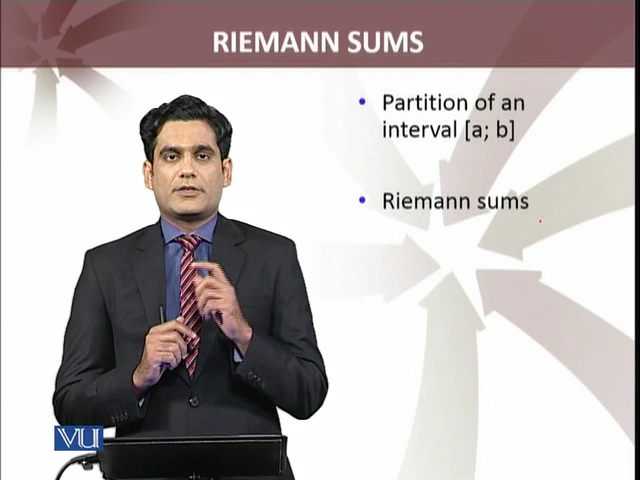 RIEMANN SUMS
• Partition of an
interval [a; b]
• Riemann sums
VU